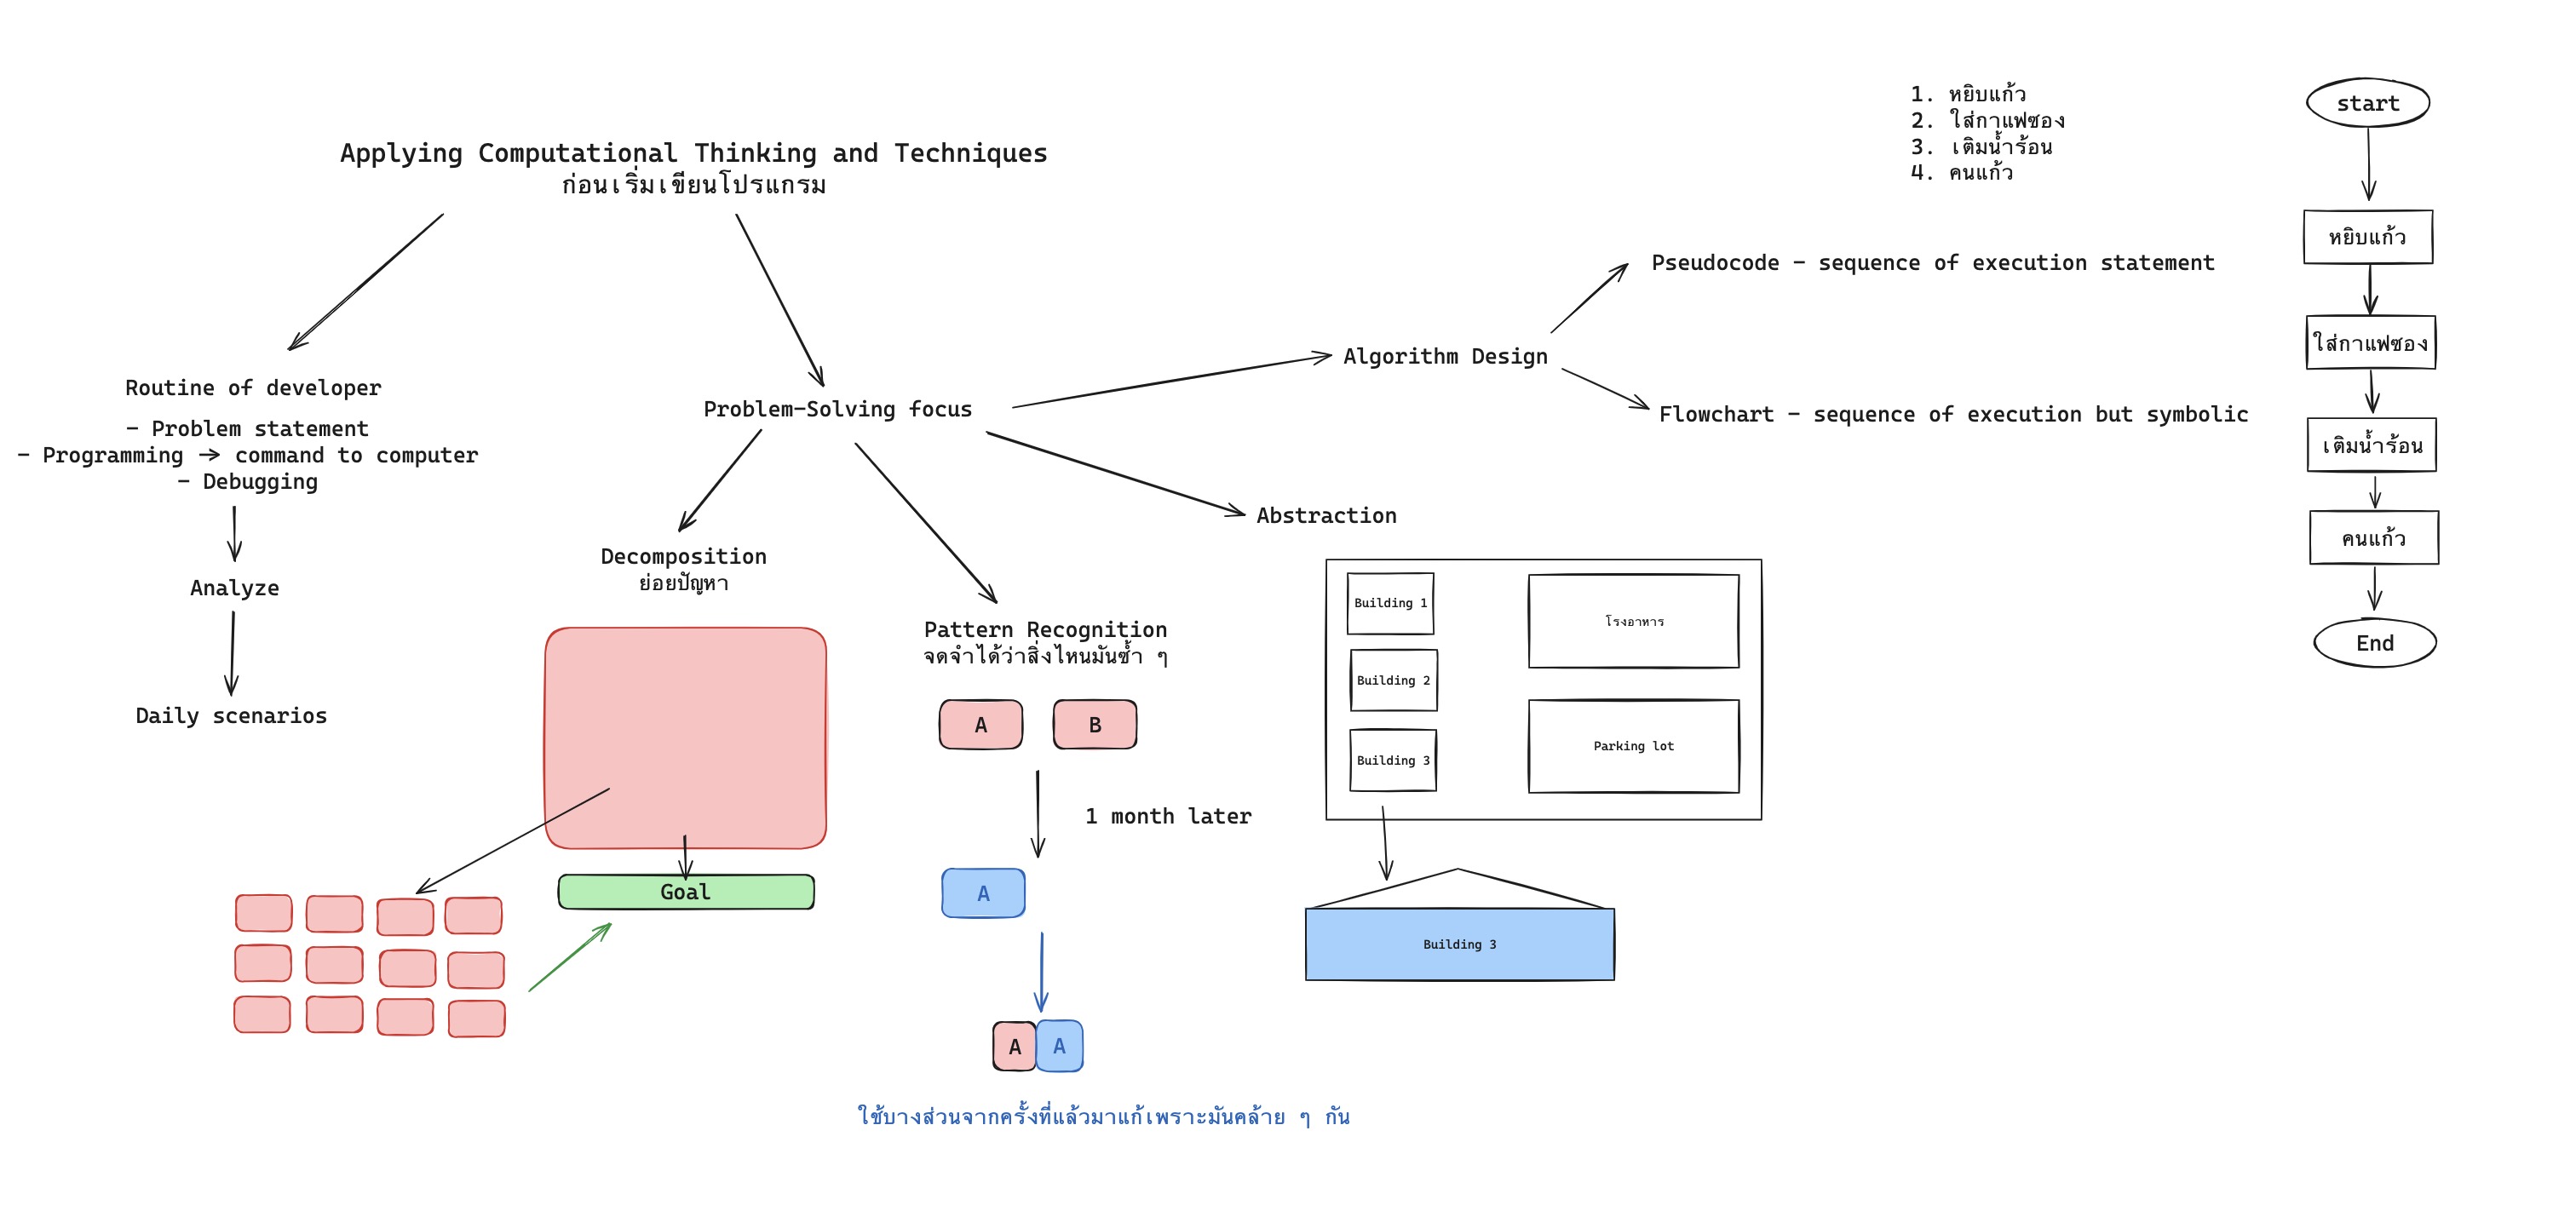 Applying Computational Thinking and Techniques
ก่อนเริ่มเขียนโปรแกรม
Routine of developer
- Problem statement
- Programming → command to computer
- Debugging
Analyze
Daily scenarios
Problem-Solving focus
Decomposition
ย่อยปัญหา
Goal
Pattern Recognition
จดจำได้ว่าสิ่งไหนมันซ้ำ ๆ
A
B
1 month later
A
A
A
ใช้บางส่วนจากครั้งที่แล้วมาแก้เพราะมันคล้าย ๆ กัน
Abstraction
Building 1
Building 2
Building 3
โรงอาหาร
Parking lot
Building 3
Algorithm Design
Pseudocode - sequence of execution statement
Flowchart - sequence of execution but symbolic
1. หยิบแก้ว
2. ใส่กาแฟซอง
3. เติมน้ำร้อน
4. คนแก้ว
start
หยิบแก้ว
ใส่กาแฟซอง
เติมน้ำร้อน
คนแก้ว
End